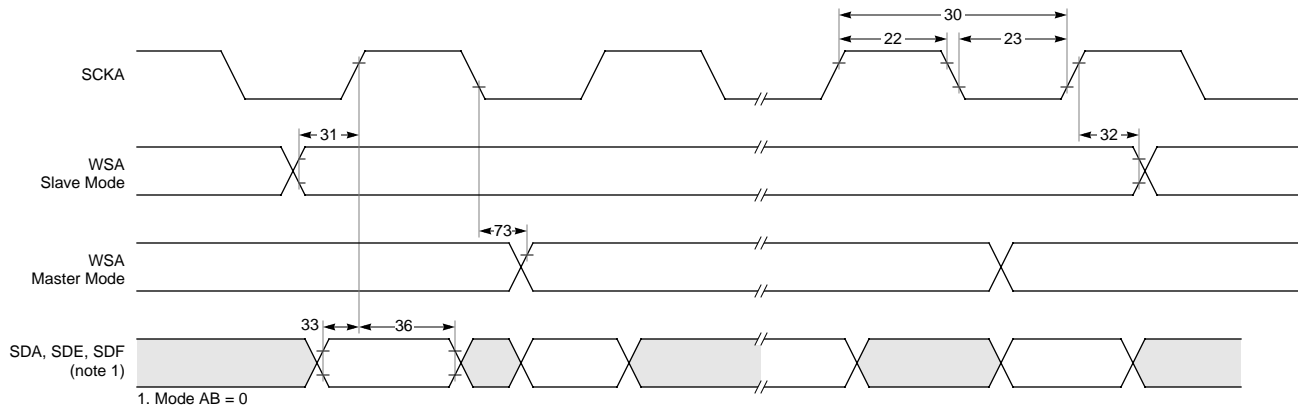 30
22
23
SCKA
31
32
WSA
Slave Mode
73
WSA
Master Mode
33
36
SDA, SDE, SDF
(note 1)
1. Mode AB = 0